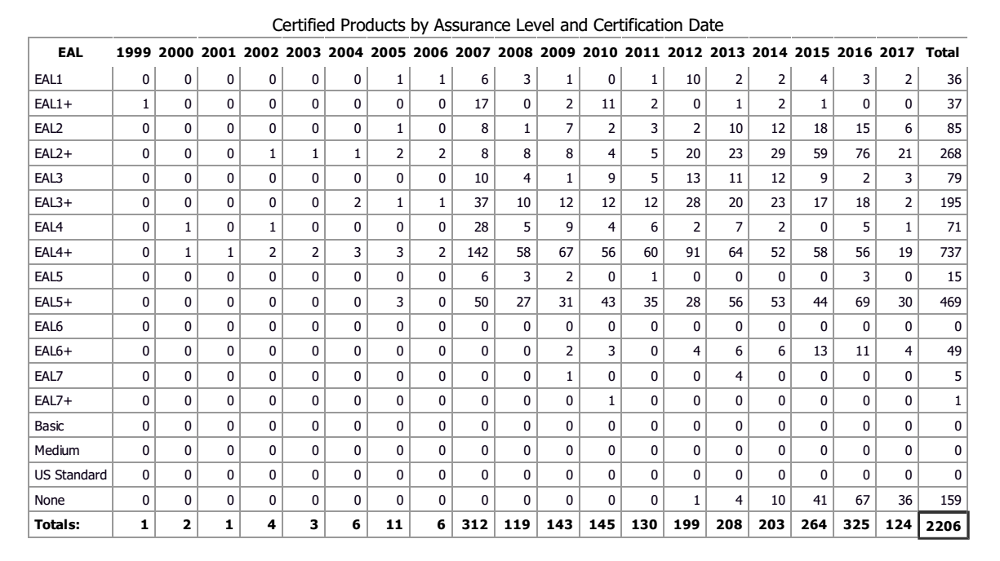 Certified Products by Assurance Level and Certification Date
EAL 1999 2000 2001 2002 2003 2004 2005 2006 2007 2008 2009 2010 2011 2012 2013 2014 2015 2016 2017 Total
EAL1 0 0 0 0 0 0 1 1 6 3 1 0 1 10 2 2 4 3 2 36
EAL1+ 1 0 0 0 0 0 0 0 17 0 2 11 2 0 1 2 1 0 0 37
EAL2 0 0 0 0 0 0 1 0 8 1 7 2 3 2 10 12 18 15 6 85
EAL2+ 0 0 0 1 1 1 2 2 8 8 8 4 5 20 23 29 59 76 21 268
EAL3 0 0 0 0 0 0 0 0 10 4 1 9 5 13 11 12 9 2 3 79
EAL3+ 0 0 0 0 0 2 1 1 37 10 12 12 12 28 20 23 17 18 2 195
EAL4 0 1 0 1 0 0 0 0 28 5 9 4 6 2 7 2 0 5 1 71
EAL4+ 0 1 1 2 2 3 3 2 142 58 67 56 60 91 64 52 58 56 19 737
EAL5 0 0 0 0 0 0 0 0 6 3 2 0 1 0 0 0 0 3 0 15
EAL5+ 0 0 0 0 0 0 3 0 50 27 31 43 35 28 56 53 44 69 30 469
EAL6 0 0 0 0 0 0 0 0 0 0 0 0 0 0 0 0 0 0 0 0
EAL6+ 0 0 0 0 0 0 0 0 0 0 2 3 0 4 6 6 13 11 4 49
EAL7 0 0 0 0 0 0 0 0 0 0 1 0 0 0 4 0 0 0 0 5
EAL7+ 0 0 0 0 0 0 0 0 0 0 0 1 0 0 0 0 0 0 0 1
Basic 0 0 0 0 0 0 0 0 0 0 0 0 0 0 0 0 0 0 0 0
Medium 0 0 0 0 0 0 0 0 0 0 0 0 0 0 0 0 0 0 0 0
US Standard 0 0 0 0 0 0 0 0 0 0 0 0 0 0 0 0 0 0 0 0
None 0 0 0 0 0 0 0 0 0 0 0 0 0 1 4 10 41 67 36 159
Totals: 1 2 1 4 3 6 11 6 312 119 143 145 130 199 208 203 264 325 124 2206